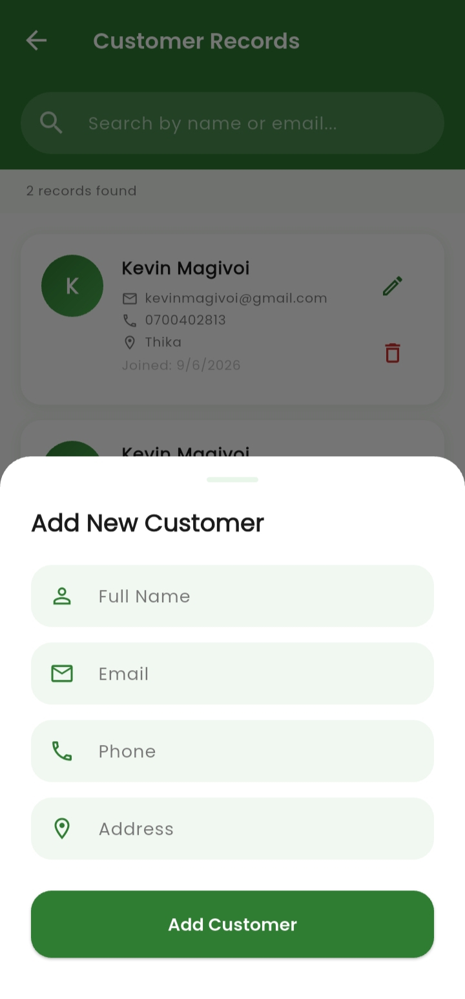 Customer Records
Search by name or email...
2 records found
K
Kevin Magivoi
kevinmagivoi@gmail.com
0700402813
Thika
Joined: 9/6/2026
Kevin Magivoi
Add New Customer
Full Name
Email
Phone
Address
Add Customer